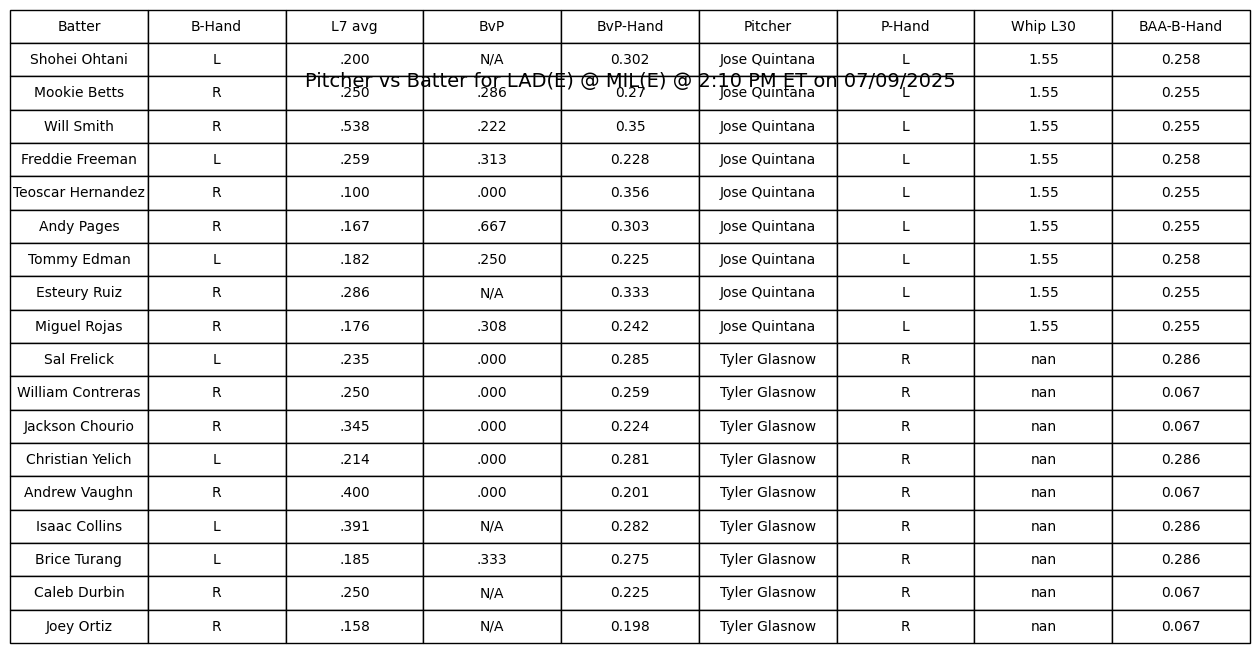 Batter B-Hand L7 avg BvP BvP-Hand Pitcher P-Hand Whip L30 BAA-B-Hand
Shohei Ohtani L .200 N/A 0.302 Jose Quintana L 1.55 0.258
Pitcher vs Batter for LAD(E) @ MIL(E) @ 2:10 PM ET on 07/09/2025
Mookie Betts R .250 .286 0.27 Jose Quintana L 1.55 0.255
Will Smith R .538 .222 0.35 Jose Quintana L 1.55 0.255
Freddie Freeman L .259 .313 0.228 Jose Quintana L 1.55 0.258
Teoscar Hernandez R .100 .000 0.356 Jose Quintana L 1.55 0.255
Andy Pages R .167 .667 0.303 Jose Quintana L 1.55 0.255
Tommy Edman L .182 .250 0.225 Jose Quintana L 1.55 0.258
Esteury Ruiz R .286 N/A 0.333 Jose Quintana L 1.55 0.255
Miguel Rojas R .176 .308 0.242 Jose Quintana L 1.55 0.255
Sal Frelick L .235 .000 0.285 Tyler Glasnow R nan 0.286
William Contreras R .250 .000 0.259 Tyler Glasnow R nan 0.067
Jackson Chourio R .345 .000 0.224 Tyler Glasnow R nan 0.067
Christian Yelich L .214 .000 0.281 Tyler Glasnow R nan 0.286
Andrew Vaughn R .400 .000 0.201 Tyler Glasnow R nan 0.067
Isaac Collins L .391 N/A 0.282 Tyler Glasnow R nan 0.286
Brice Turang L .185 .333 0.275 Tyler Glasnow R nan 0.286
Caleb Durbin R .250 N/A 0.225 Tyler Glasnow R nan 0.067
Joey Ortiz R .158 N/A 0.198 Tyler Glasnow R nan 0.067